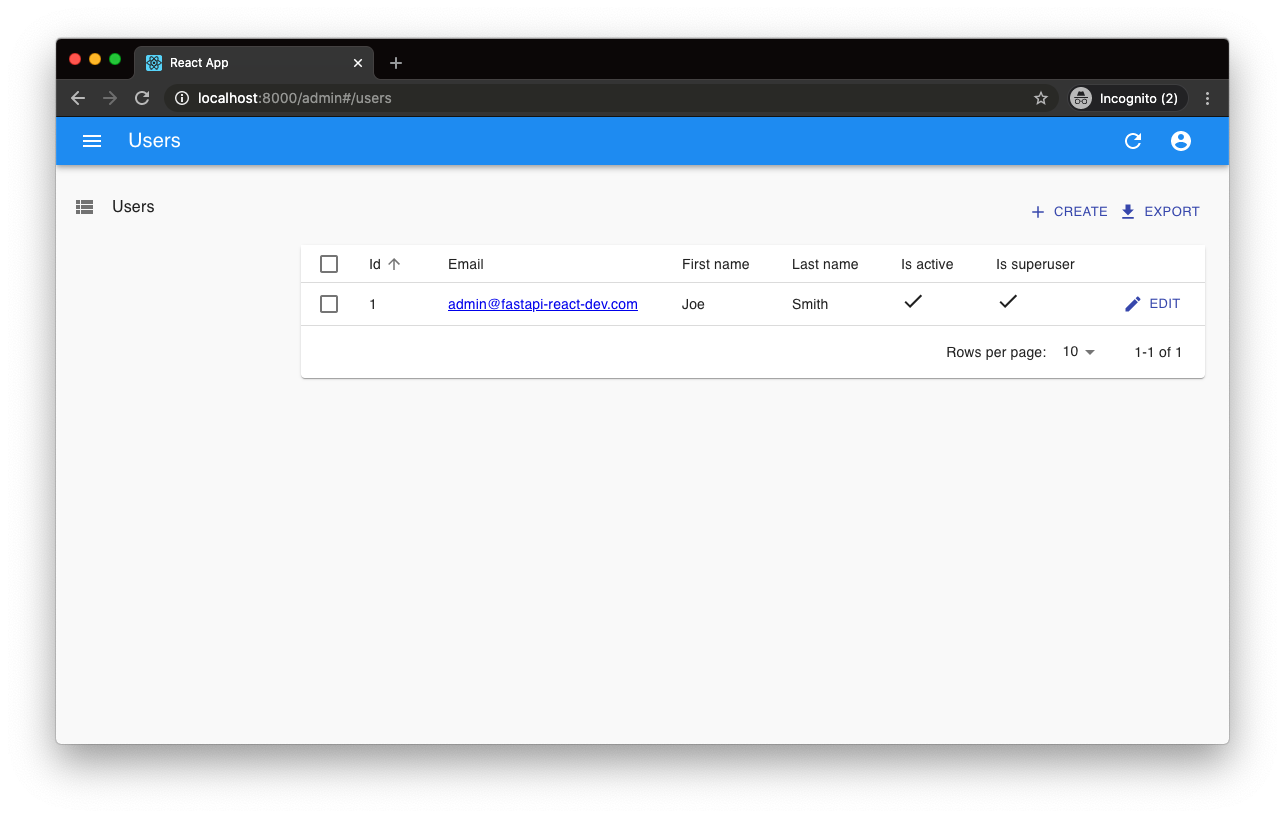 React App
localhost:8000/admin#/users
Incognito (2)
Users
Users
CREATE EXPORT
Id Email First name Last name Is active Is superuser
1 admin@fastapi-react-dev.com Joe Smith EDIT
Rows per page: 10 1-1 of 1